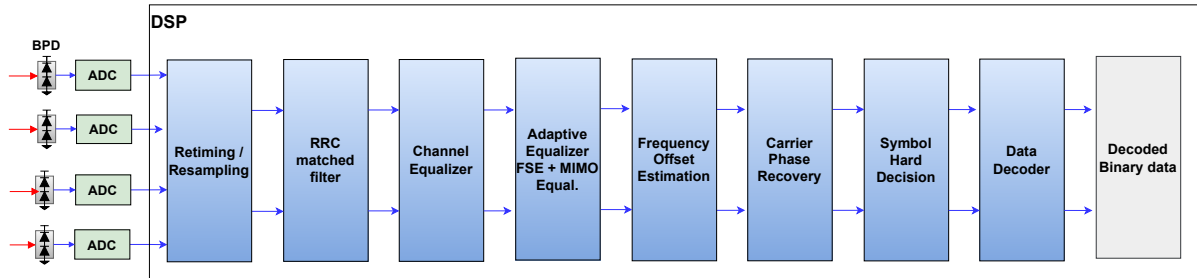 DSP
BPD
ADC
ADC
ADC
ADC
Retiming /
Resampling
RRC
matched
filter
Channel
Equalizer
Adaptive
Equalizer
FSE + MIMO
Equal.
Frequency
Offset
Estimation
Carrier
Phase
Recovery
Symbol
Hard
Decision
Data
Decoder
Decoded
Binary data